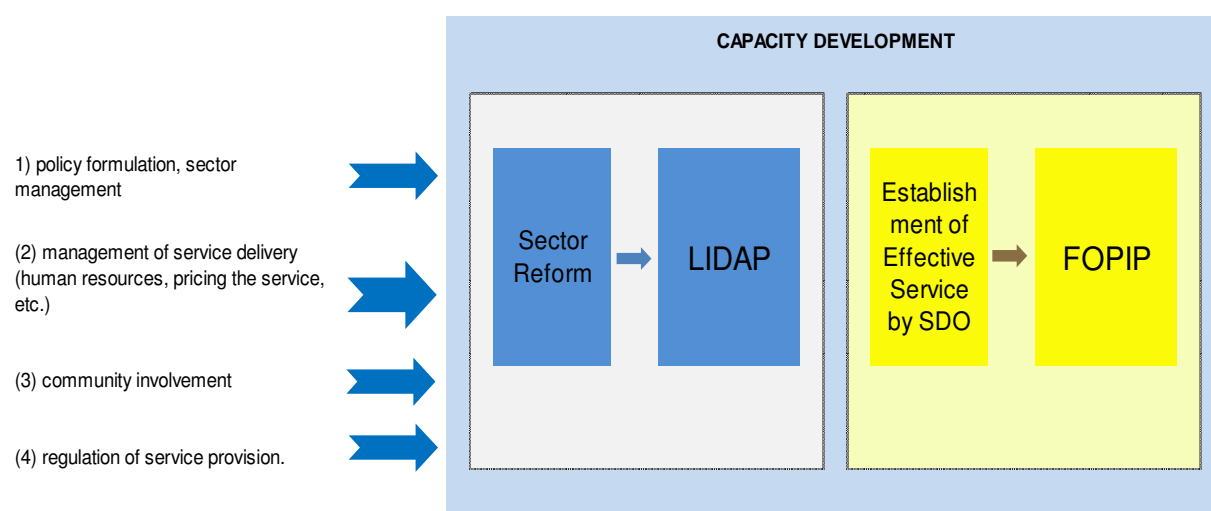 CAPACITY DEVELOPMENT
1) policy formulation, sector
management
(2) management of service delivery
(human resources, pricing the service,
etc.)
(3) community involvement
(4) regulation of service provision.
Sector
Reform
LIDAP
Establish
ment of
Effective
Service
by SDO
FOPIP